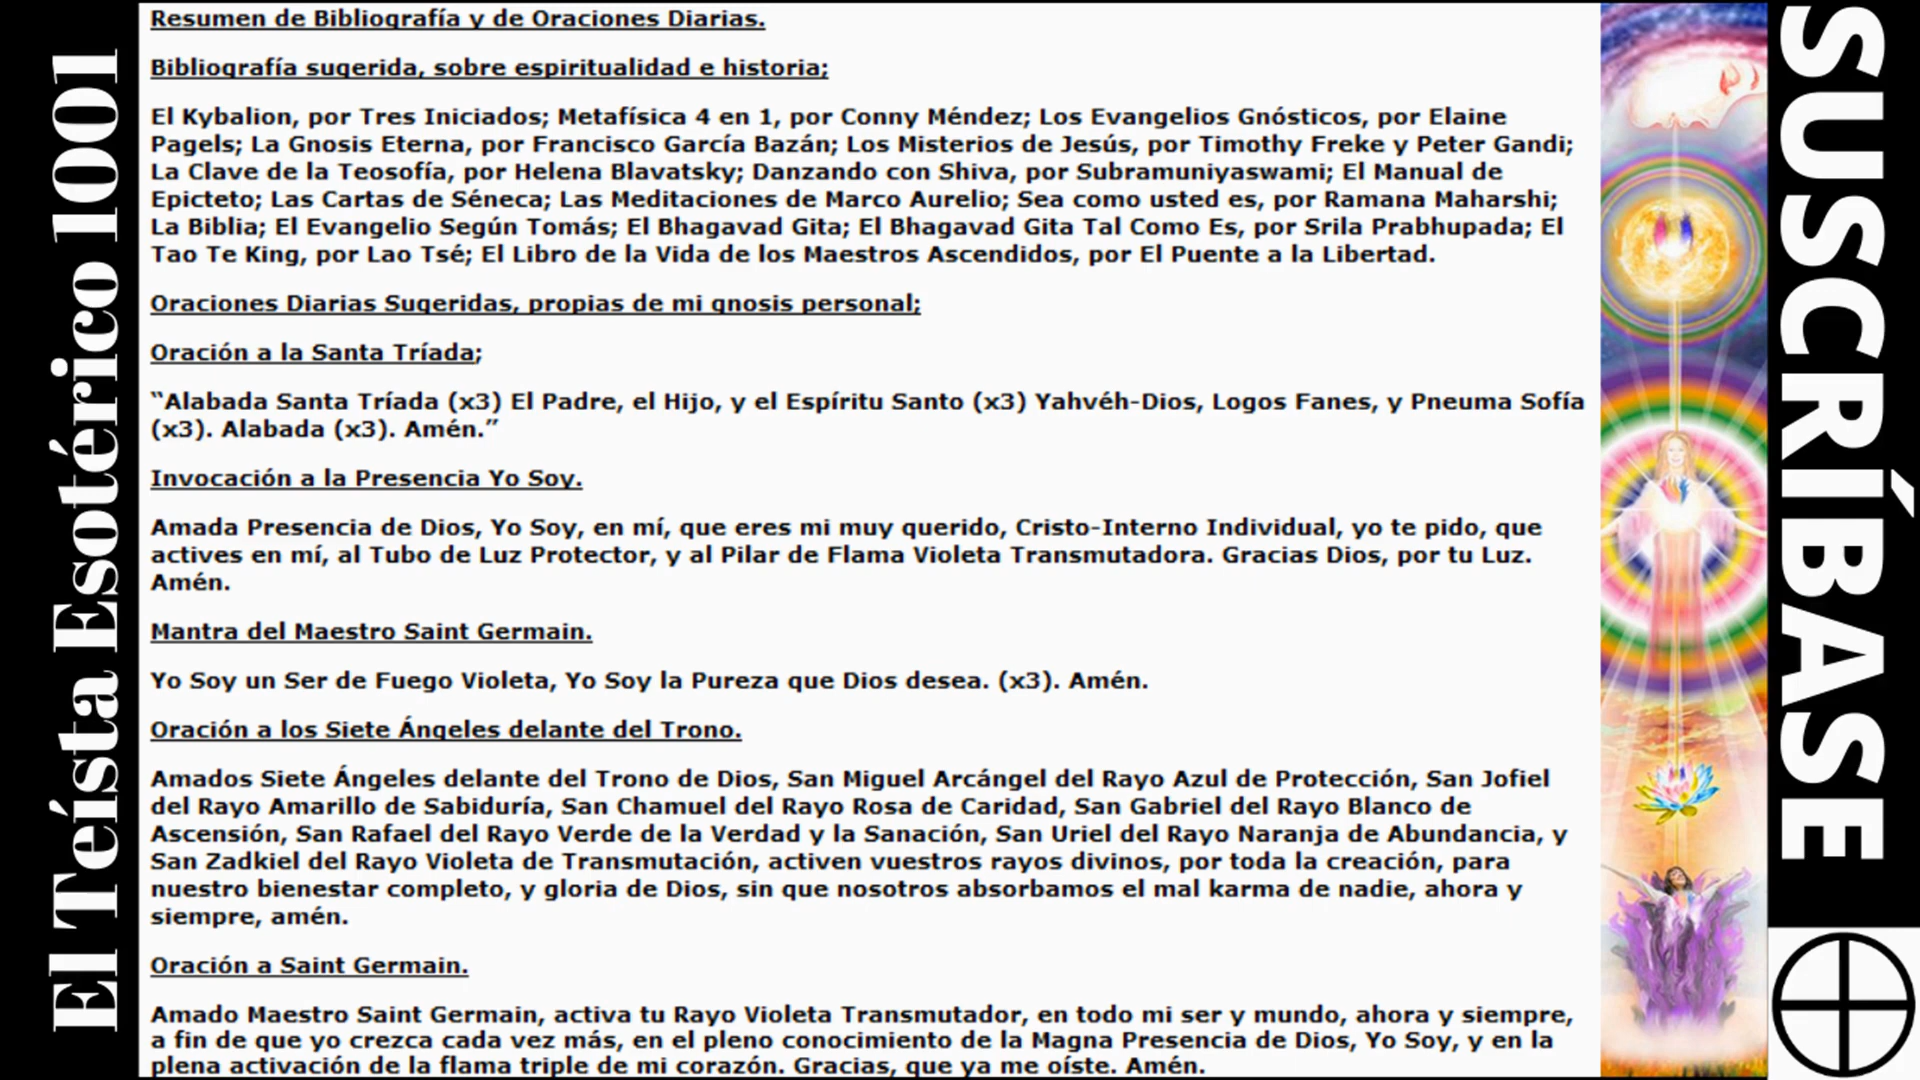 El Teísta Esotérico 1001
Resumen de Bibliografía y de Oraciones Diarias.
Bibliografía sugerida, sobre espiritualidad e historia;
El Kybalion, por Tres Iniciados; Metafísica 4 en 1, por Conny Méndez; Los Evangelios Gnósticos, por Elaine
Pagels; La Gnosis Eterna, por Francisco García Bazán; Los Misterios de Jesús, por Timothy Freke y Peter Gandi;
La Clave de la Teosofía, por Helena Blavatsky; Danzando con Shiva, por Subramuniyaswami; El Manual de
Epicteto; Las Cartas de Séneca; Las Meditaciones de Marco Aurelio; Sea como usted es, por Ramana Maharshi;
La Biblia; El Evangelio Según Tomás; El Bhagavad Gita; El Bhagavad Gita Tal Como Es, por Srila Prabhupada; El
Tao Te King, por Lao Tsé; El Libro de la Vida de los Maestros Ascendidos, por El Puente a la Libertad.
Oraciones Diarias Sugeridas, propias de mi gnosis personal;
Oración a la Santa Tríada;
“Alabada Santa Tríada (x3) El Padre, el Hijo, y el Espíritu Santo (x3) Yahvéh-Dios, Logos Fanes, y Pneuma Sofía
(x3). Alabada (x3). Amén.”
Invocación a la Presencia Yo Soy.
Amada Presencia de Dios, Yo Soy, en mí, que eres mi muy querido, Cristo-Interno Individual, yo te pido, que
actives en mí, al Tubo de Luz Protector, y al Pilar de Flama Violeta Transmutadora. Gracias Dios, por tu Luz.
Amén.
Mantra del Maestro Saint Germain.
Yo Soy un Ser de Fuego Violeta, Yo Soy la Pureza que Dios desea. (x3). Amén.
Oración a los Siete Ángeles delante del Trono.
Amados Siete Ángeles delante del Trono de Dios, San Miguel Arcángel del Rayo Azul de Protección, San Jofiel
del Rayo Amarillo de Sabiduría, San Chamuel del Rayo Rosa de Caridad, San Gabriel del Rayo Blanco de
Ascensión, San Rafael del Rayo Verde de la Verdad y la Sanación, San Uriel del Rayo Naranja de Abundancia, y
San Zadkiel del Rayo Violeta de Transmutación, activen vuestros rayos divinos, por toda la creación, para
nuestro bienestar completo, y gloria de Dios, sin que nosotros absorbamos el mal karma de nadie, ahora y
siempre, amén.
Oración a Saint Germain.
Amado Maestro Saint Germain, activa tu Rayo Violeta Transmutador, en todo mi ser y mundo, ahora y siempre,
a fin de que yo crezca cada vez más, en el pleno conocimiento de la Magna Presencia de Dios, Yo Soy, y en la
plena activación de la flama triple de mi corazón. Gracias, que ya me oíste. Amén.
SUSCRÍBASE